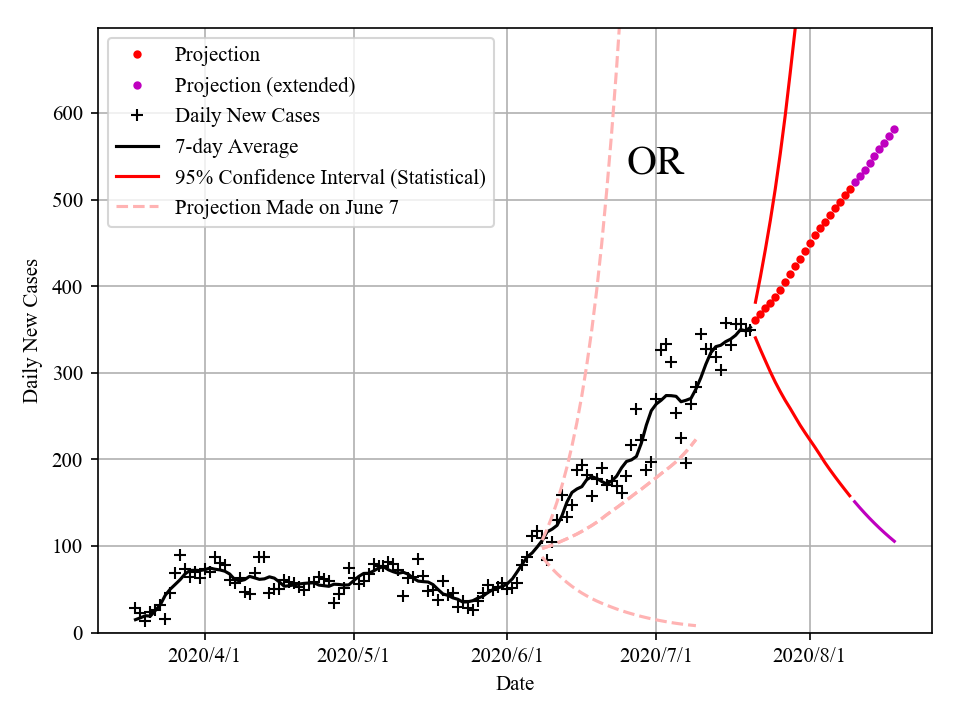 Projection
Projection (extended)
Daily New Cases
7-day Average
95% Confidence Interval (Statistical)
Projection Made on June 7
OR
600
500
400
300
200
100
0
Daily New Cases
2020/4/1 2020/5/1 2020/6/1 2020/7/1 2020/8/1
Date